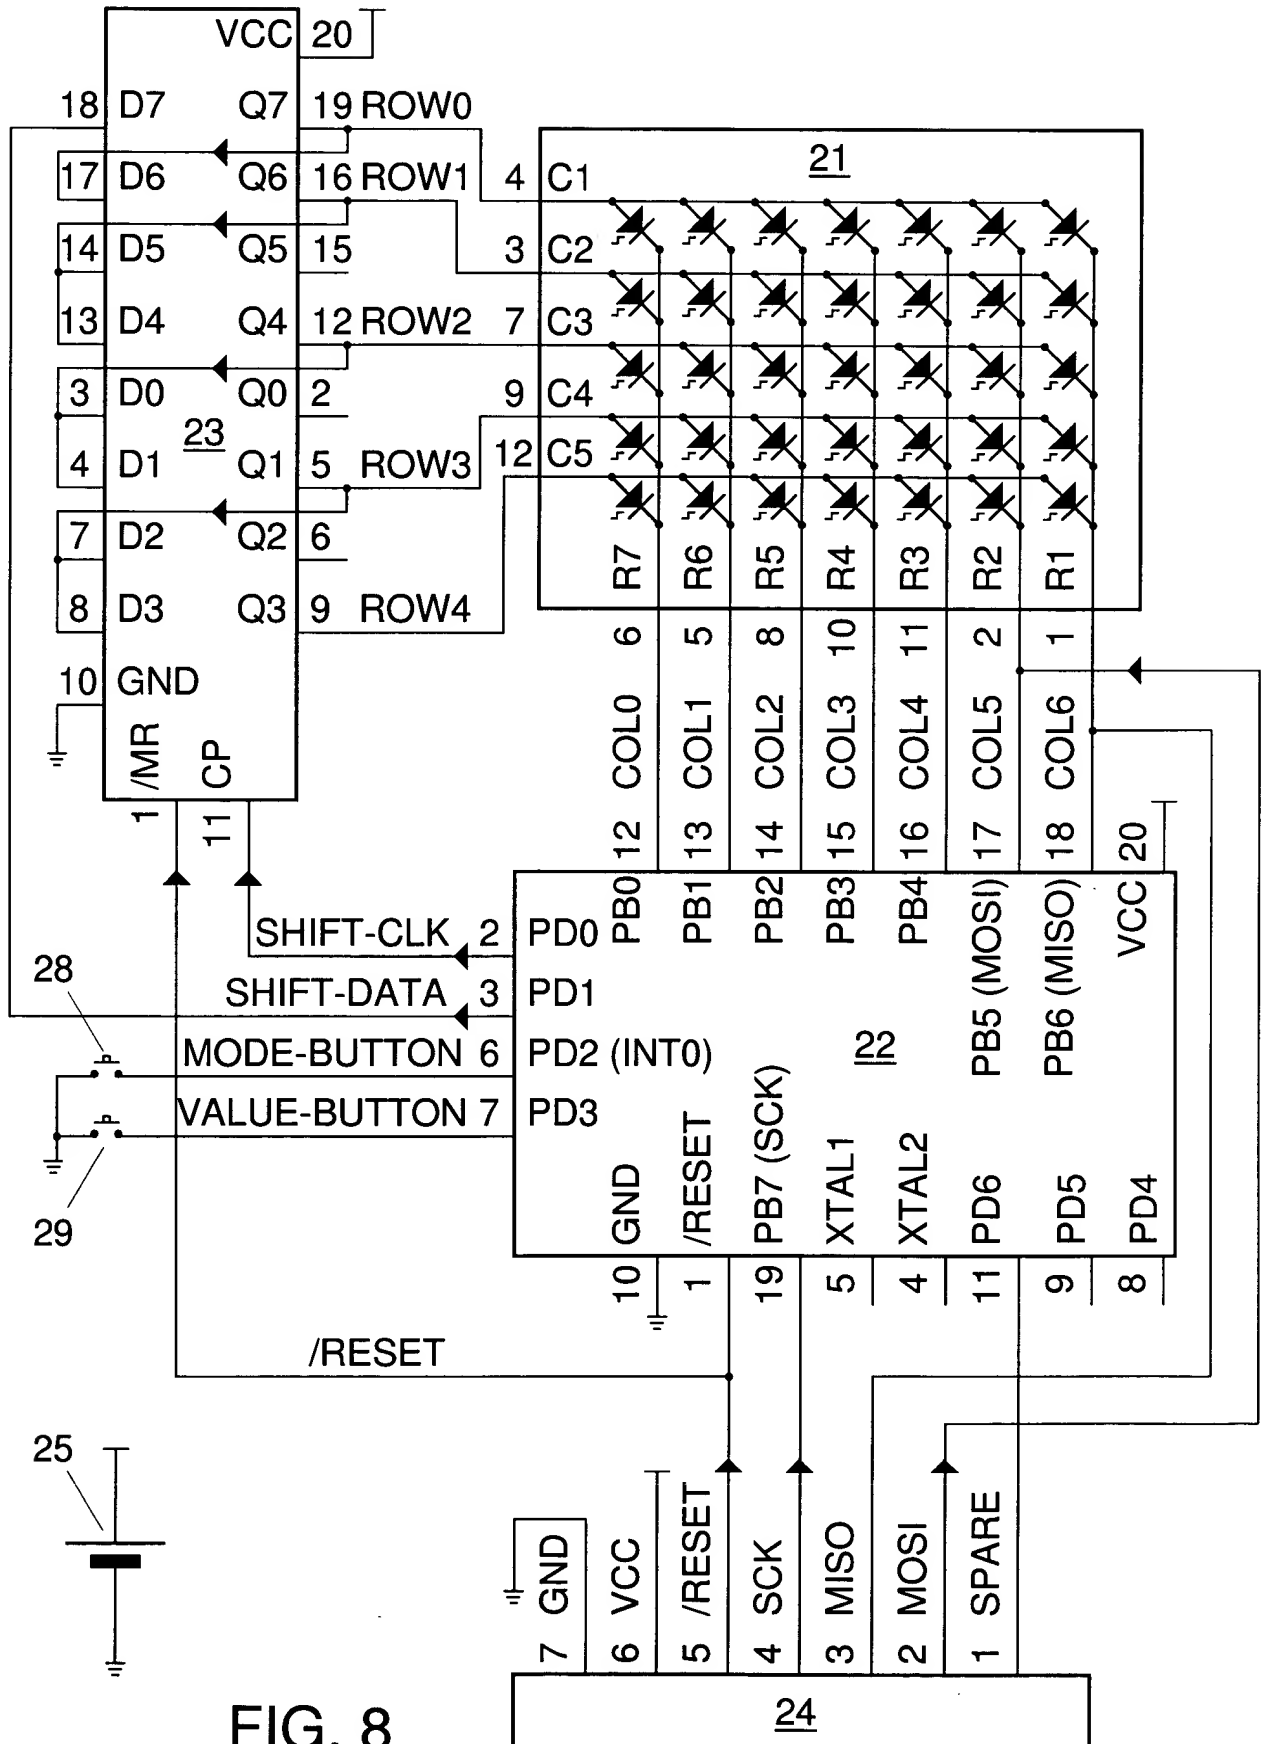 VCC 20
18 D7 Q7 19 ROW0
17 D6 Q6 16 ROW1
14 D5 Q5 15
13 D4 Q4 12 ROW2
3 D0 Q0 2
23
4 D1 Q1 5 ROW3
7 D2 Q2 6
8 D3 Q3 9 ROW4
10 GND
/MR CP
1 11
21
4 C1
3 C2
7 C3
9 C4
12 C5
R7 R6 R5 R4 R3 R2 R1
6 5 8 10 11 2 1
COL0 COL1 COL2 COL3 COL4 COL5 COL6
12 13 14 15 16 17 18 20
PB0 PB1 PB2 PB3 PB4 PB5 (MOSI) PB6 (MISO) VCC
SHIFT-CLK 2 PD0
SHIFT-DATA 3 PD1
28
MODE-BUTTON 6 PD2 (INT0)
22
VALUE-BUTTON 7 PD3
29
GND /RESET PB7 (SCK) XTAL1 XTAL2 PD6 PD5 PD4
10 1 19 5 4 11 9 8
/RESET
25
GND VCC /RESET SCK MISO MOSI SPARE
7 6 5 4 3 2 1
24
FIG. 8